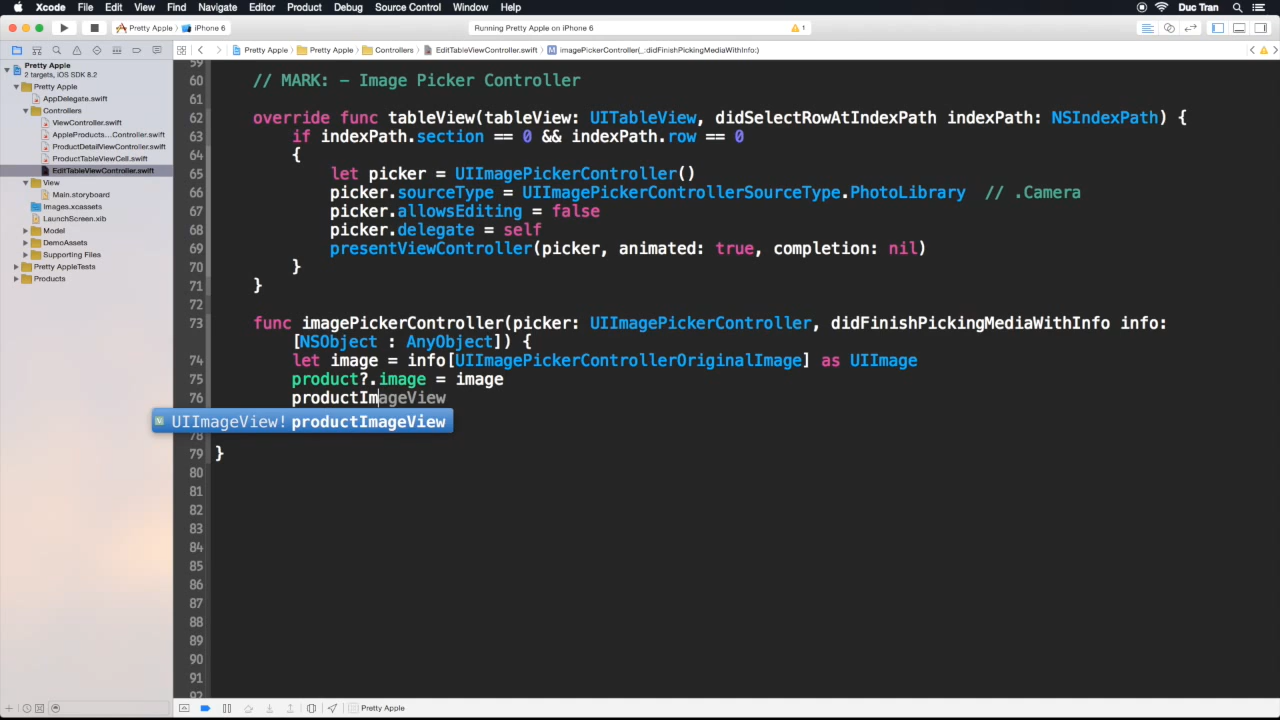 Xcode File Edit View Find Navigate Editor Product Debug Source Control Window Help Duc Tran
Pretty Apple iPhone 6 Running Pretty Apple on iPhone 6 1
Pretty Apple Pretty Apple Controllers EditTableViewController.swift imagePickerController(_:didFinishPickingMediaWithInfo:)
Pretty Apple
2 targets, iOS SDK 8.2
Pretty Apple
AppDelegate.swift
Controllers
ViewController.swift
AppleProducts...Controller.swift
ProductDetailViewController.swift
ProductTableViewCell.swift
EditTableViewController.swift
View
Main.storyboard
Images.xcassets
LaunchScreen.xib
Model
DemoAssets
Supporting Files
Pretty AppleTests
Products
59
60 // MARK: - Image Picker Controller
61
62 override func tableView(tableView: UITableView, didSelectRowAtIndexPath indexPath: NSIndexPath) {
63 if indexPath.section == 0 && indexPath.row == 0
64 {
65 let picker = UIImagePickerController()
66 picker.sourceType = UIImagePickerControllerSourceType.PhotoLibrary // .Camera
67 picker.allowsEditing = false
68 picker.delegate = self
69 presentViewController(picker, animated: true, completion: nil)
70 }
71 }
72
73 func imagePickerController(picker: UIImagePickerController, didFinishPickingMediaWithInfo info:
[NSObject : AnyObject]) {
74 let image = info[UIImagePickerControllerOriginalImage] as UIImage
75 product?.image = image
76 productImageView
V UIImageView! productImageView
78
79 }
80
81
82
83
84
85
86
87
88
89
90
91
92
Pretty Apple